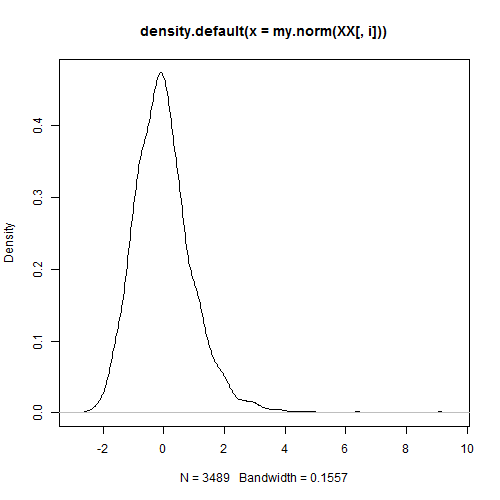 density.default(x = my.norm(XX[, i]))
Density
0.4
0.3
0.2
0.1
0.0
-2 0 2 4 6 8 10
N = 3489 Bandwidth = 0.1557